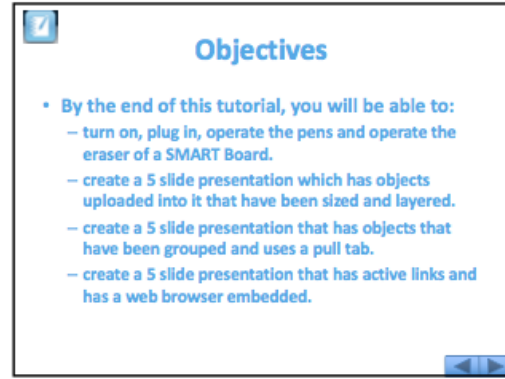 Objectives
• By the end of this tutorial, you will be able to:
– turn on, plug in, operate the pens and operate the
eraser of a SMART Board.
– create a 5 slide presentation which has objects
uploaded into it that have been sized and layered.
– create a 5 slide presentation that has objects that
have been grouped and uses a pull tab.
– create a 5 slide presentation that has active links and
has a web browser embedded.